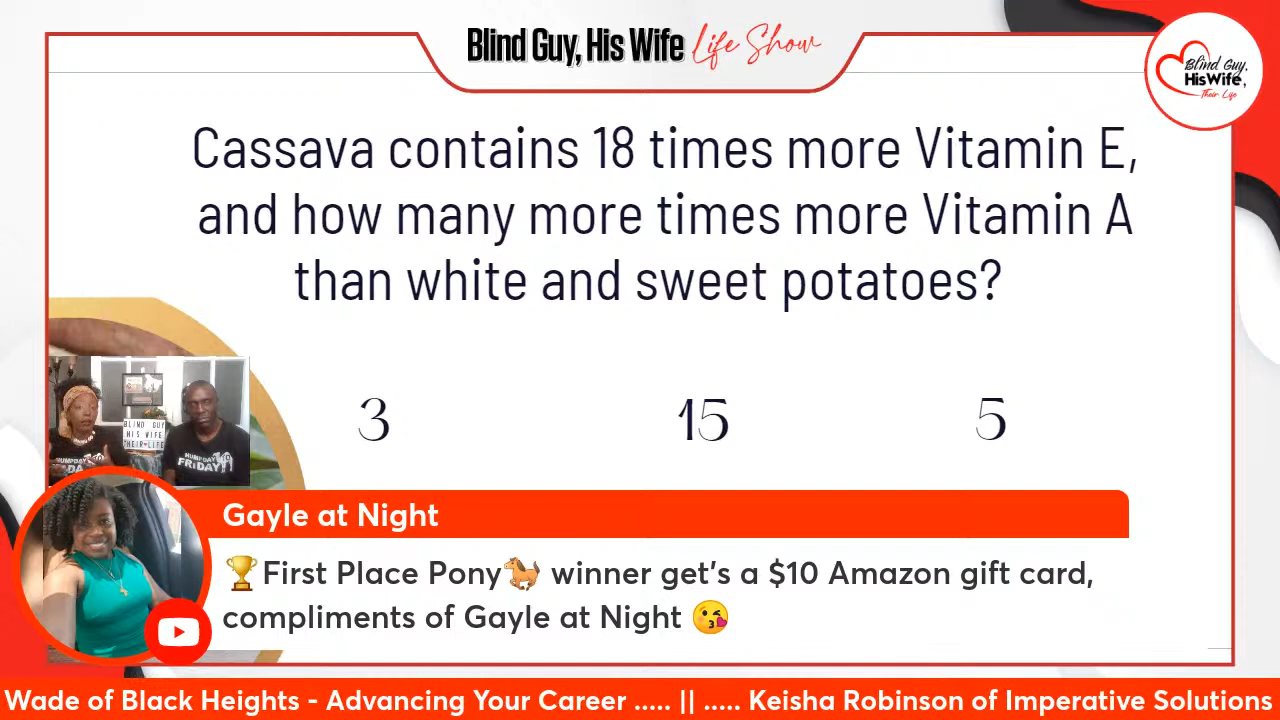 Blind Guy, His Wife Life Show
Blind Guy,
His Wife,
Their Life
Cassava contains 18 times more Vitamin E,
and how many more times more Vitamin A
than white and sweet potatoes?
3
15
5
BLIND GUY
HIS WIFE
THEIR LIFE
HUMPDAY
FRIDAY
Gayle at Night
🏆First Place Pony🐎 winner get's a $10 Amazon gift card,
compliments of Gayle at Night 😘
Wade of Black Heights - Advancing Your Career ..... || ..... Keisha Robinson of Imperative Solutions